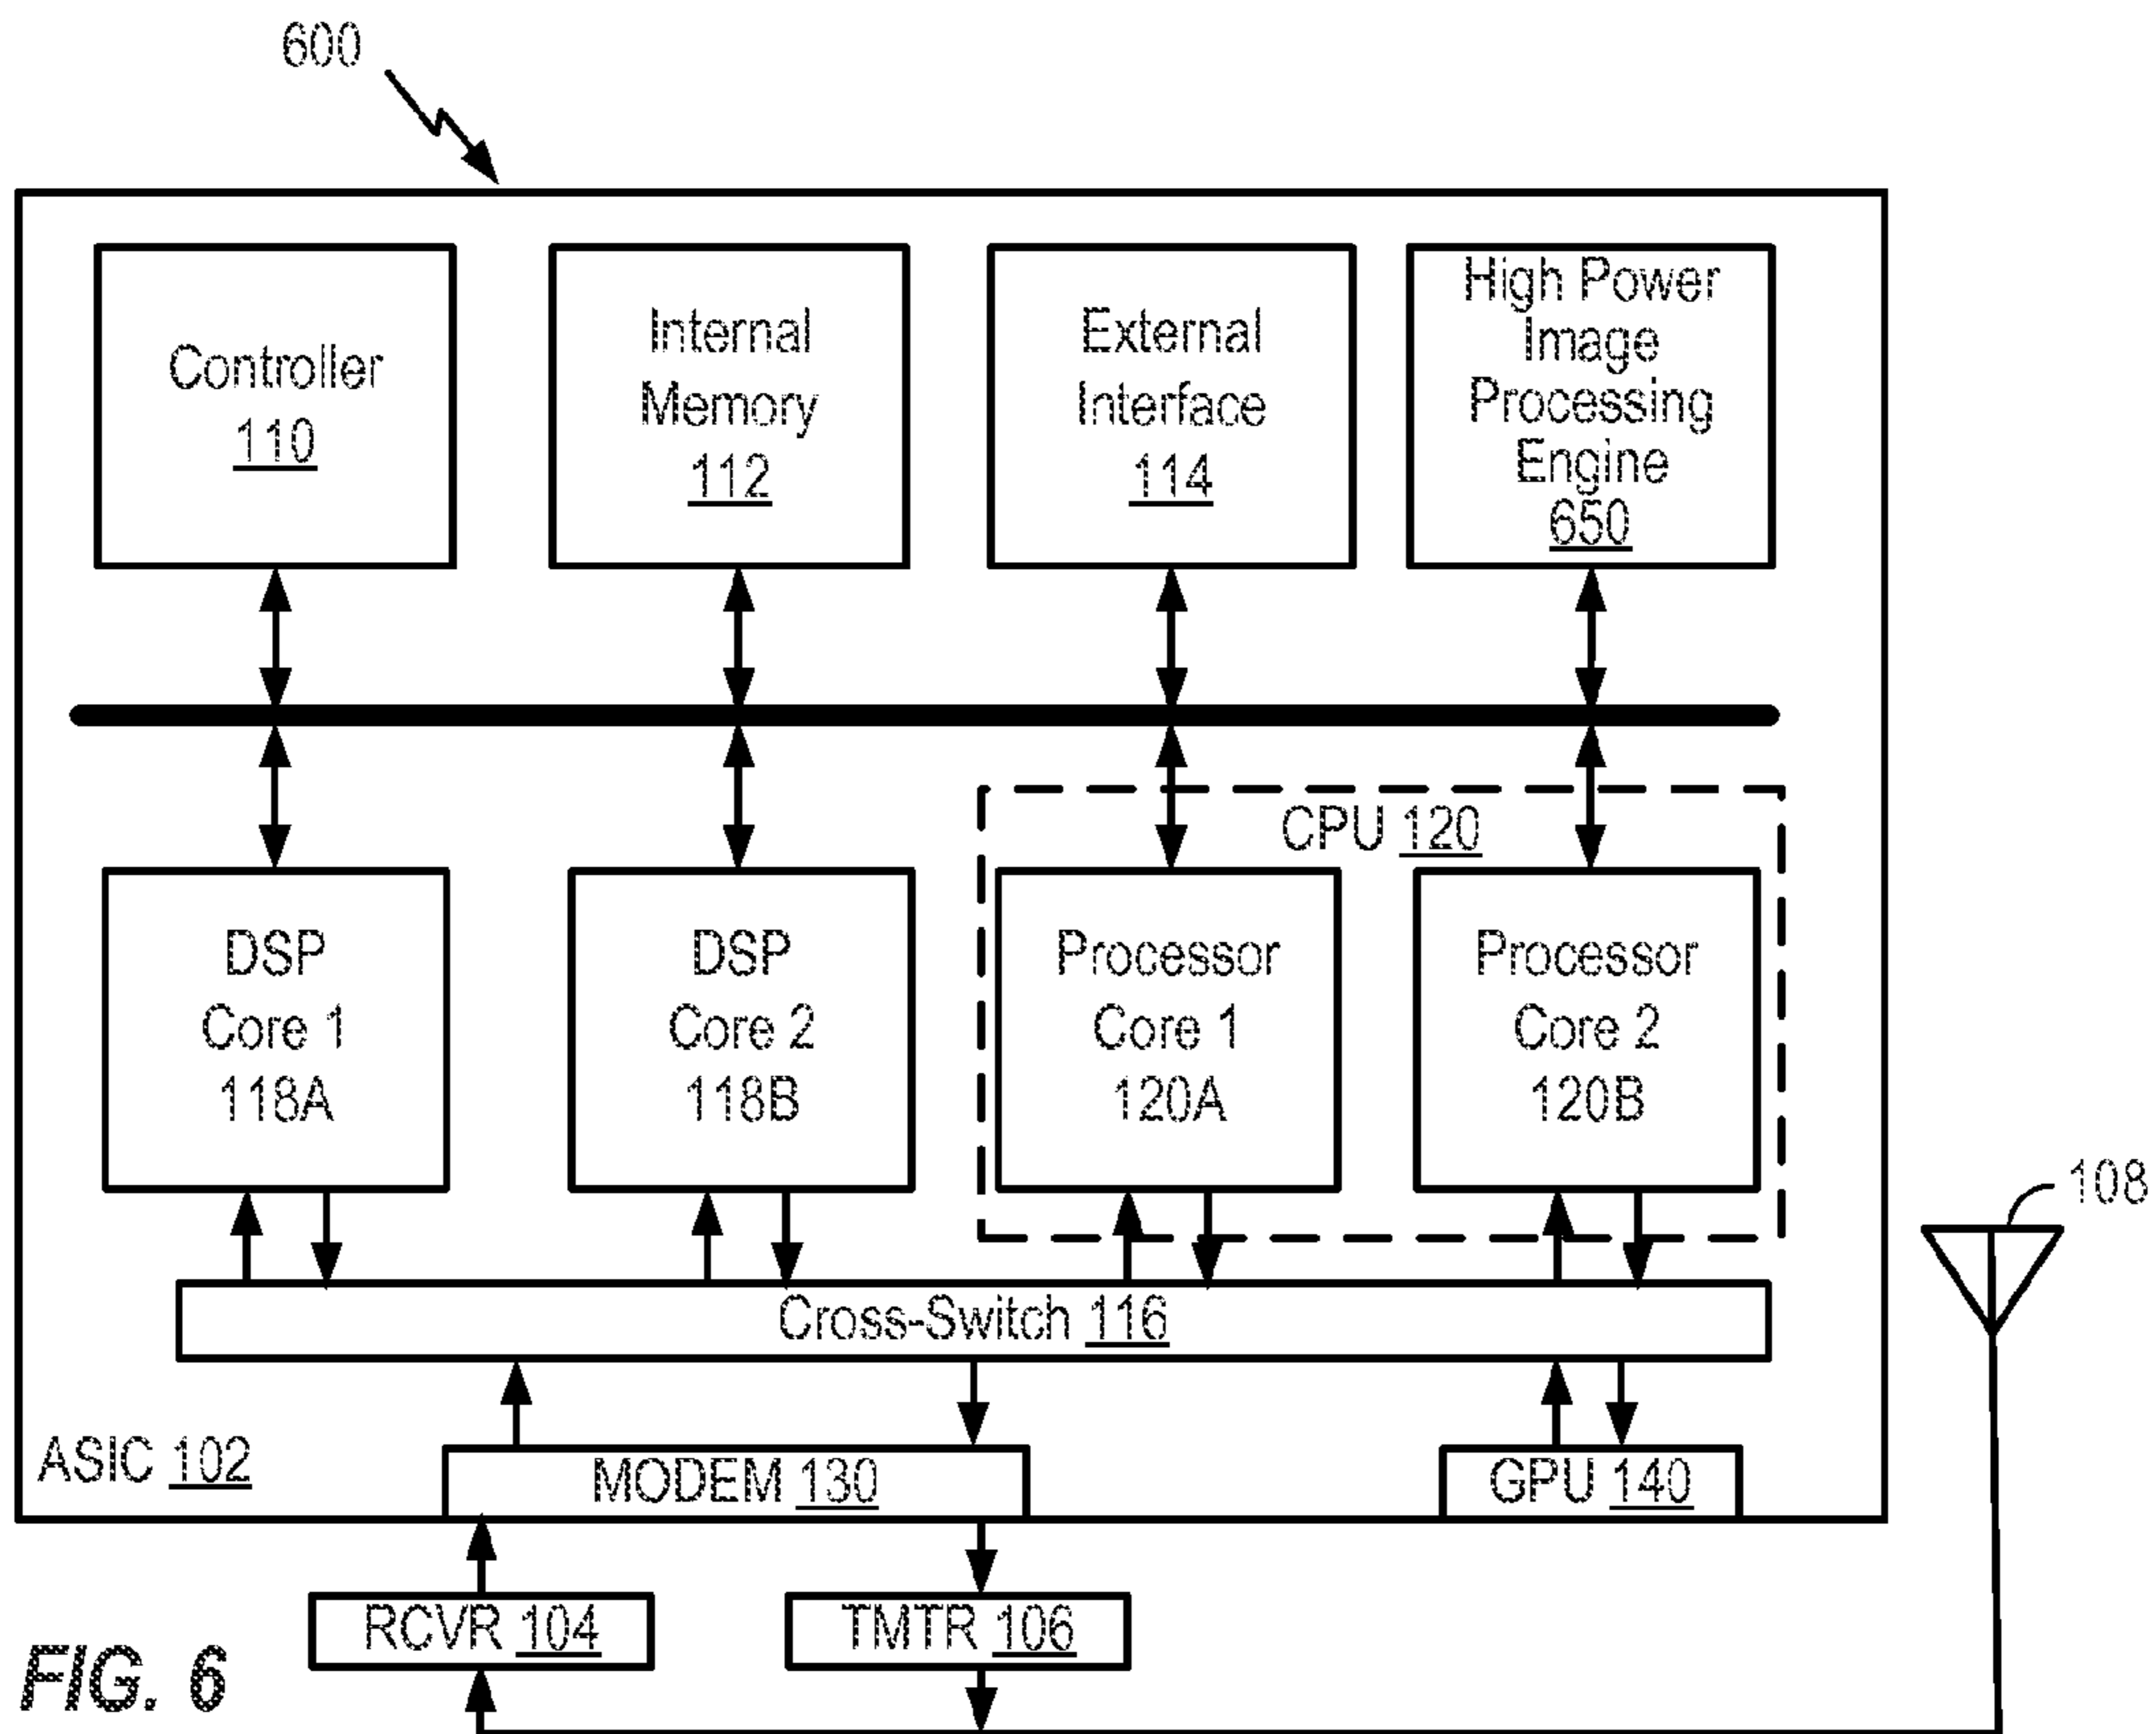 600
Controller
110
Internal
Memory
112
External
Interface
114
High Power
Image
Processing
Engine
650
CPU 120
DSP
Core 1
118A
DSP
Core 2
118B
Processor
Core 1
120A
Processor
Core 2
120B
108
Cross-Switch 116
ASIC 102
MODEM 130
GPU 140
RCVR 104
TMTR 106
FIG. 6